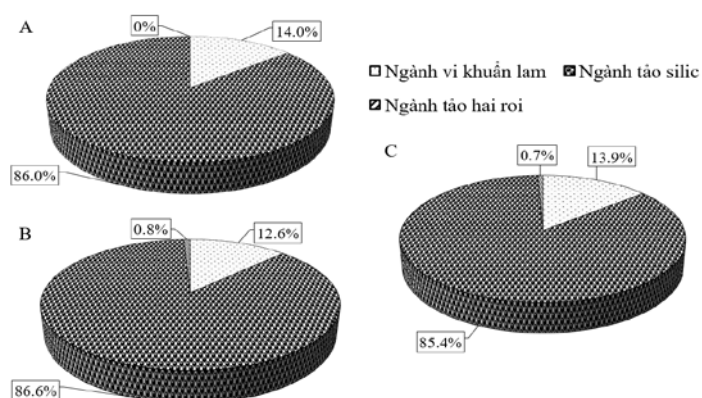 A
0%
14.0%
86.0%
Ngành vi khuẩn lam Ngành tảo silic
Ngành tảo hai roi
C
0.7%
13.9%
85.4%
B
0.8%
12.6%
86.6%